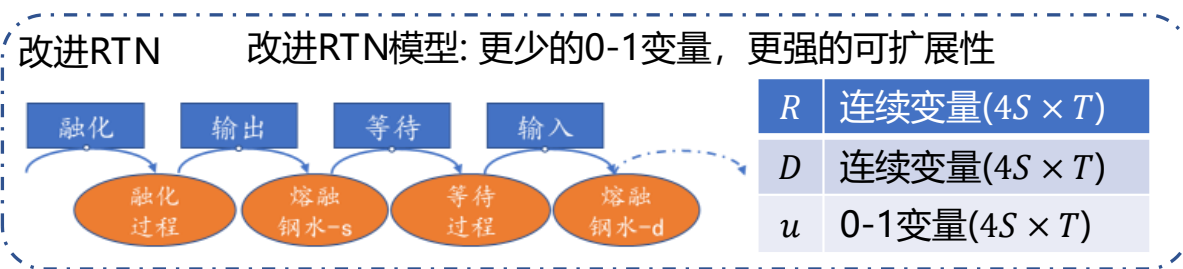 改进RTN
改进RTN模型: 更少的0-1变量，更强的可扩展性
融化
输出
等待
输入
融化
过程
熔融
钢水-s
等待
过程
熔融
钢水-d
R 连续变量(4S × T)
D 连续变量(4S × T)
u 0-1变量(4S × T)